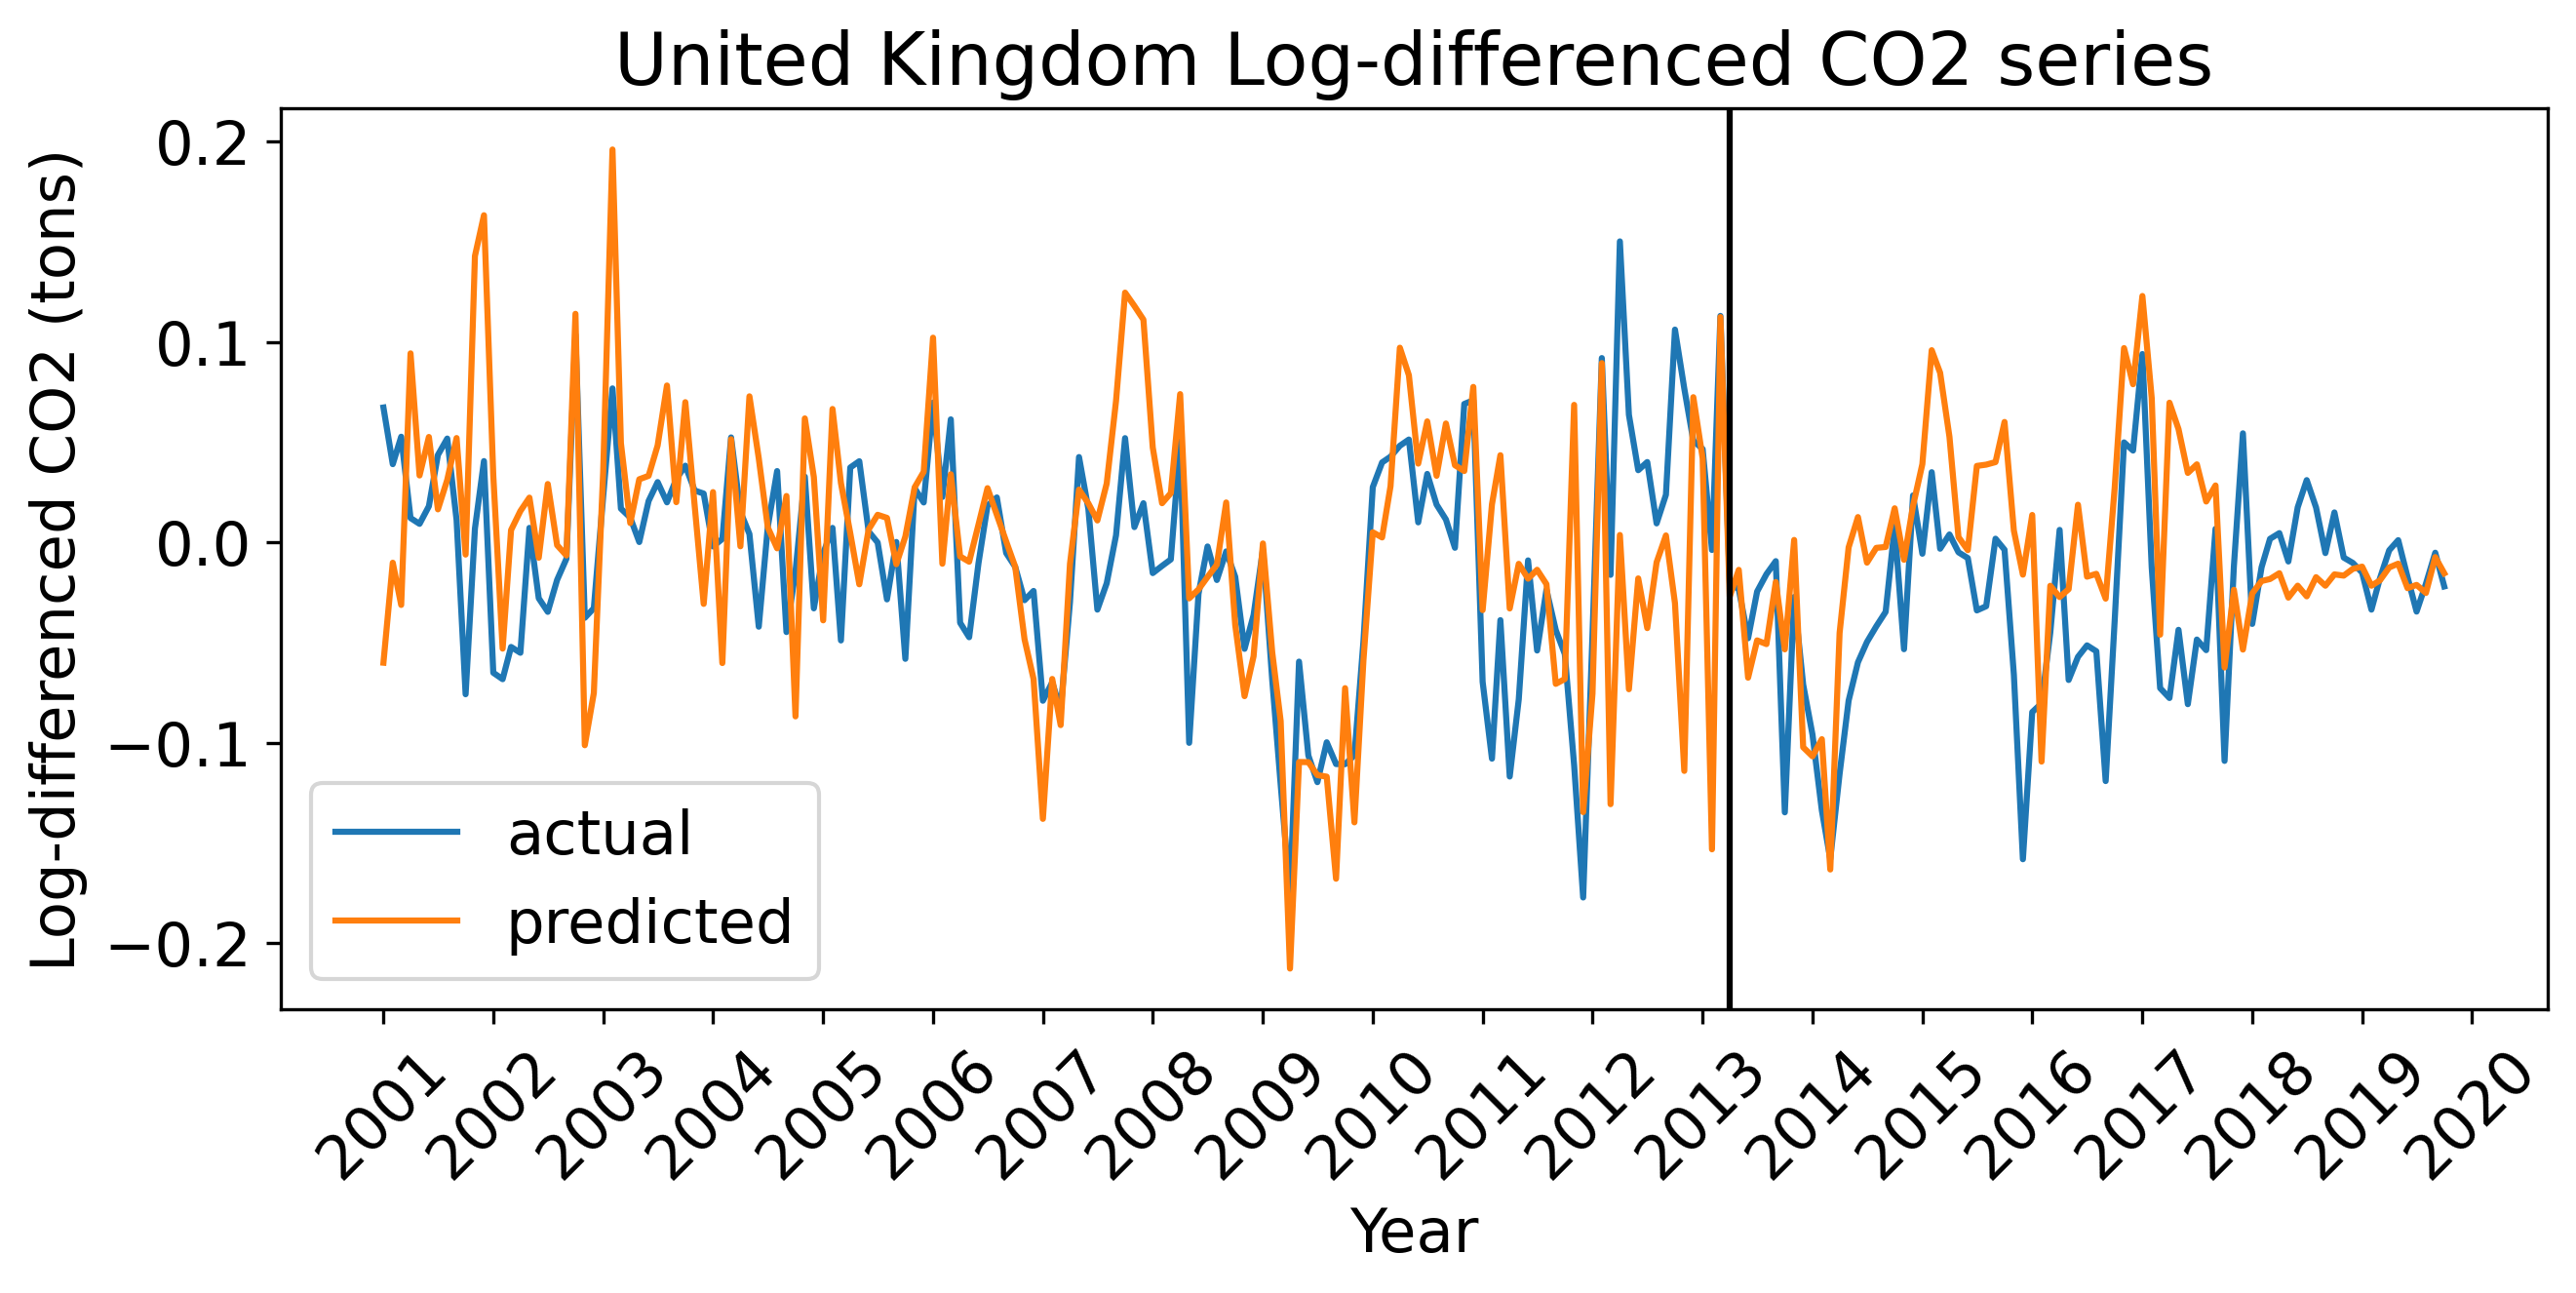 United Kingdom Log-differenced CO2 series
Log-differenced CO2 (tons)
0.2
0.1
0.0
−0.1
−0.2
actual
predicted
2001 2002 2003 2004 2005 2006 2007 2008 2009 2010 2011 2012 2013 2014 2015 2016 2017 2018 2019 2020
Year